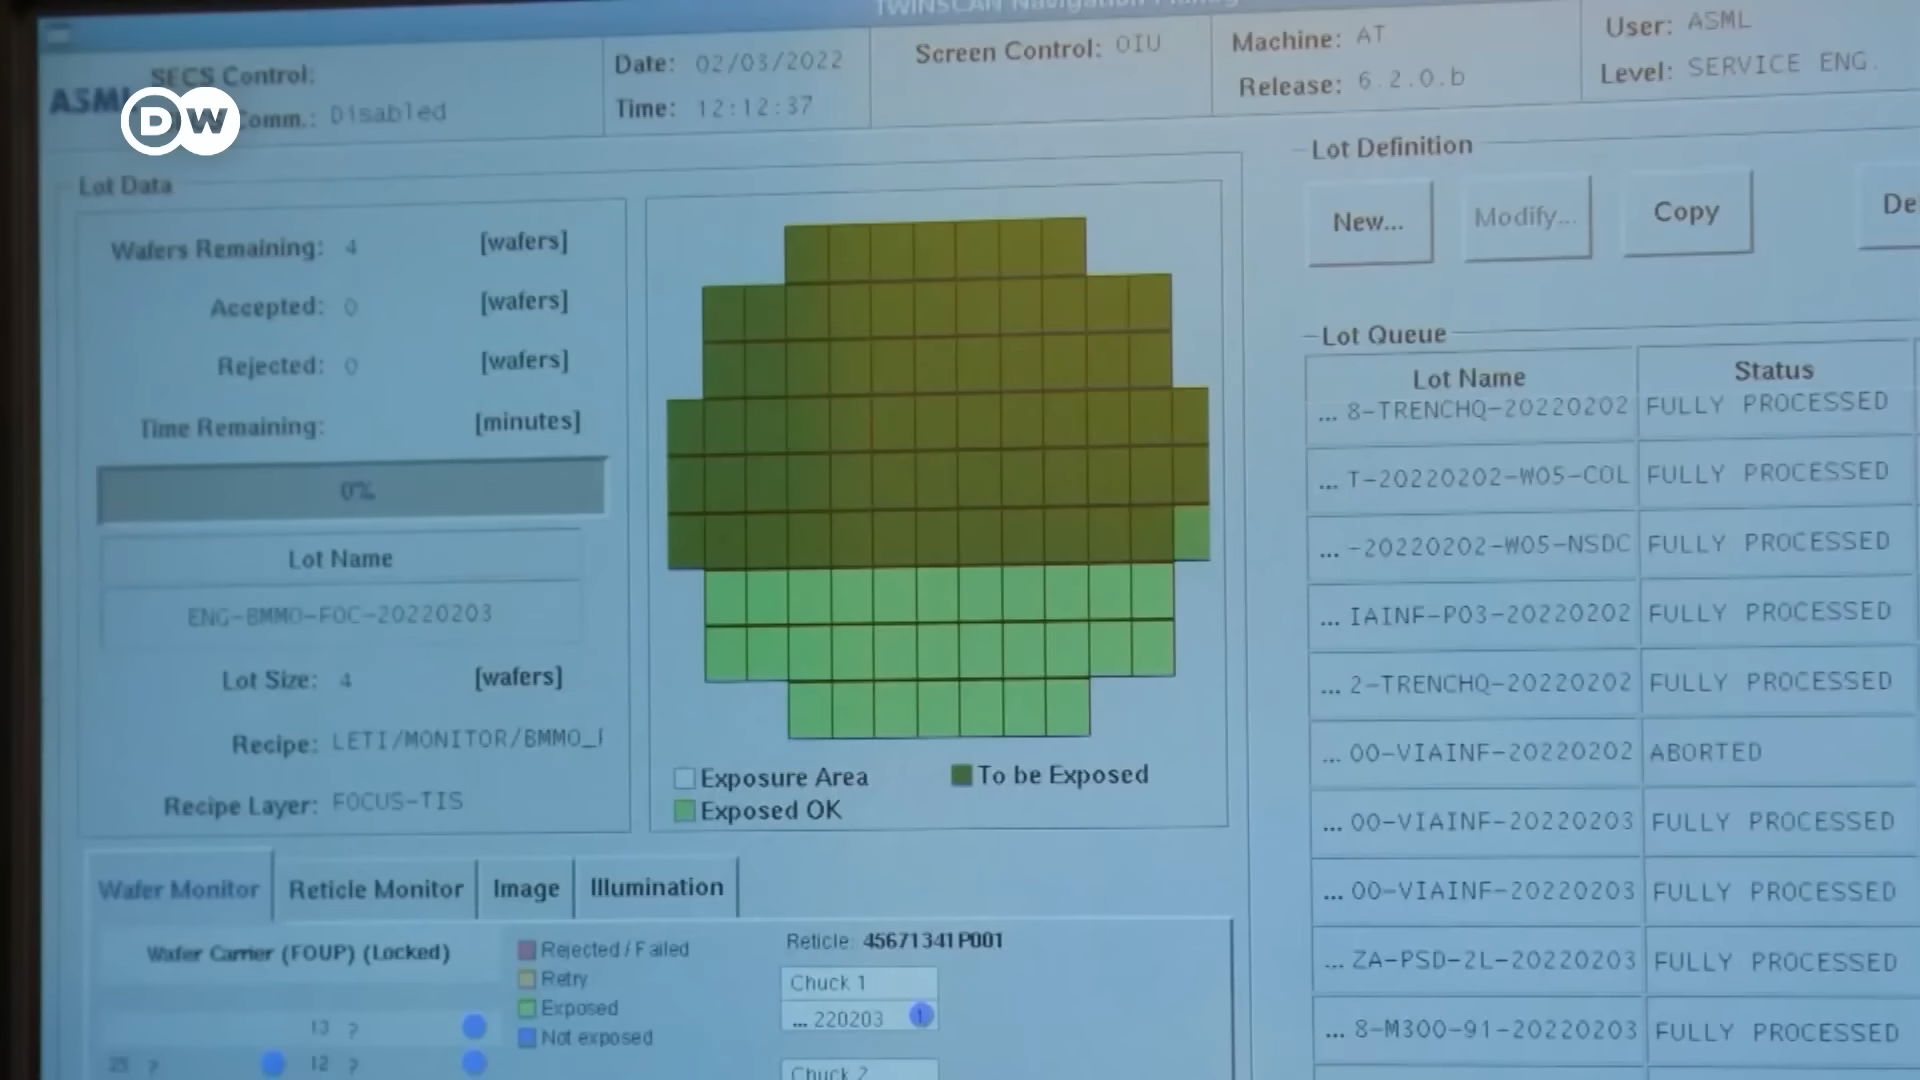 TWINSCAN Navigation Manag
ASML
SECS Control:
Comm.: Disabled
Date: 02/03/2022
Time: 12:12:37
Screen Control: OIU
Machine: AT
Release: 6.2.0.b
User: ASML
Level: SERVICE ENG.
DW
Lot Data
Wafers Remaining: 4 [wafers]
Accepted: 0 [wafers]
Rejected: 0 [wafers]
Time Remaining: [minutes]
0%
Lot Name
ENG-BMMO-FOC-20220203
Lot Size: 4 [wafers]
Recipe: LETI/MONITOR/BMMO_
Recipe Layer: FOCUS-TIS
Exposure Area
To be Exposed
Exposed OK
Lot Definition
New...
Modify...
Copy
De
Lot Queue
Lot Name Status
... 8-TRENCHQ-20220202 FULLY PROCESSED
... T-20220202-W05-COL FULLY PROCESSED
... -20220202-W05-NSDC FULLY PROCESSED
... IAINF-P03-20220202 FULLY PROCESSED
... 2-TRENCHQ-20220202 FULLY PROCESSED
... 00-VIAINF-20220202 ABORTED
... 00-VIAINF-20220203 FULLY PROCESSED
... 00-VIAINF-20220203 FULLY PROCESSED
... ZA-PSD-2L-20220203 FULLY PROCESSED
... 8-M300-91-20220203 FULLY PROCESSED
Wafer Monitor
Reticle Monitor
Image
Illumination
Wafer Carrier (FOUP) (Locked)
13 ?
25 ? 12 ?
Rejected / Failed
Retry
Exposed
Not exposed
Reticle: 45671341P001
Chuck 1
... 220203 1
Chuck 2